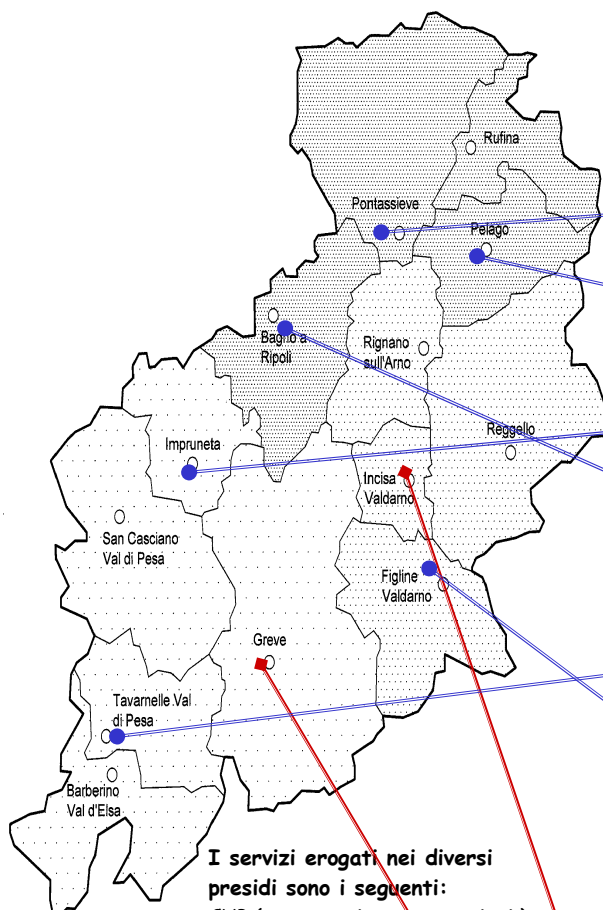 Rufina
Pontassieve
Pelago
Bagno a
Ripoli
Rignano
sull'Arno
Impruneta
Reggello
Incisa
Valdarno
San Casciano
Val di Pesa
Figline
Valdarno
Greve
Tavarnelle Val
di Pesa
Barberino
Val d'Elsa
I servizi erogati nei diversi
presidi sono i seguenti: